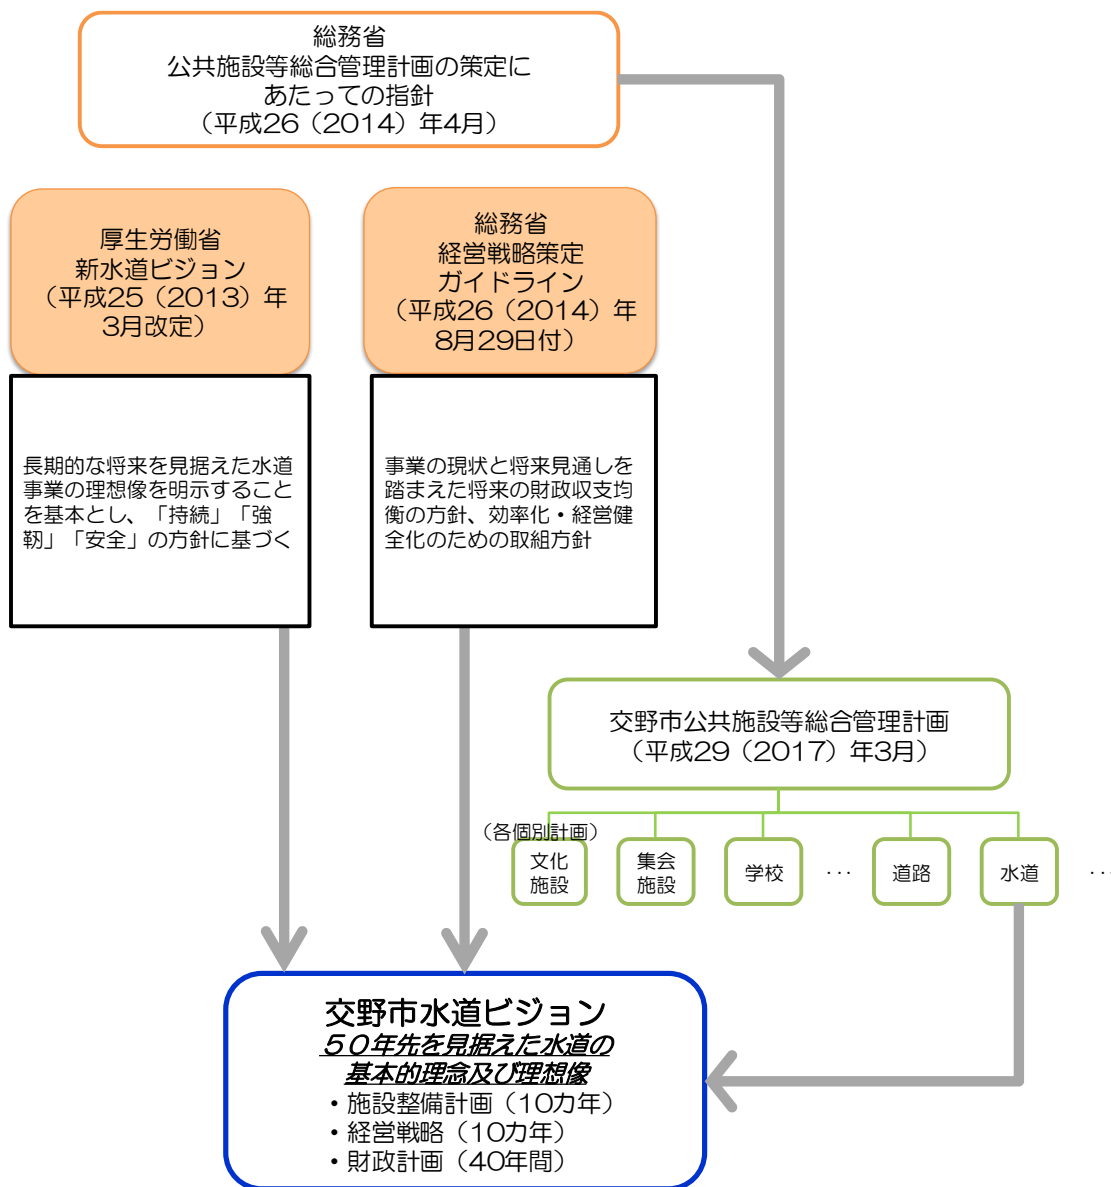 総務省
公共施設等総合管理計画の策定に
あたっての指針
（平成26（2014）年4月）
厚生労働省
新水道ビジョン
（平成25（2013）年
3月改定）
総務省
経営戦略策定
ガイドライン
（平成26（2014）年
8月29日付）
長期的な将来を見据えた水道
事業の理想像を明示すること
を基本とし、「持続」「強
靭」「安全」の方針に基づく
事業の現状と将来見通しを
踏まえた将来の財政収支均
衡の方針、効率化・経営健
全化のための取組方針
交野市公共施設等総合管理計画
（平成29（2017）年3月）
（各個別計画）
文化
施設
集会
施設
学校
･･･
道路
水道
･･･
交野市水道ビジョン
５０年先を見据えた水道の
基本的理念及び理想像
・施設整備計画（10カ年）
・経営戦略（10カ年）
・財政計画（40年間）